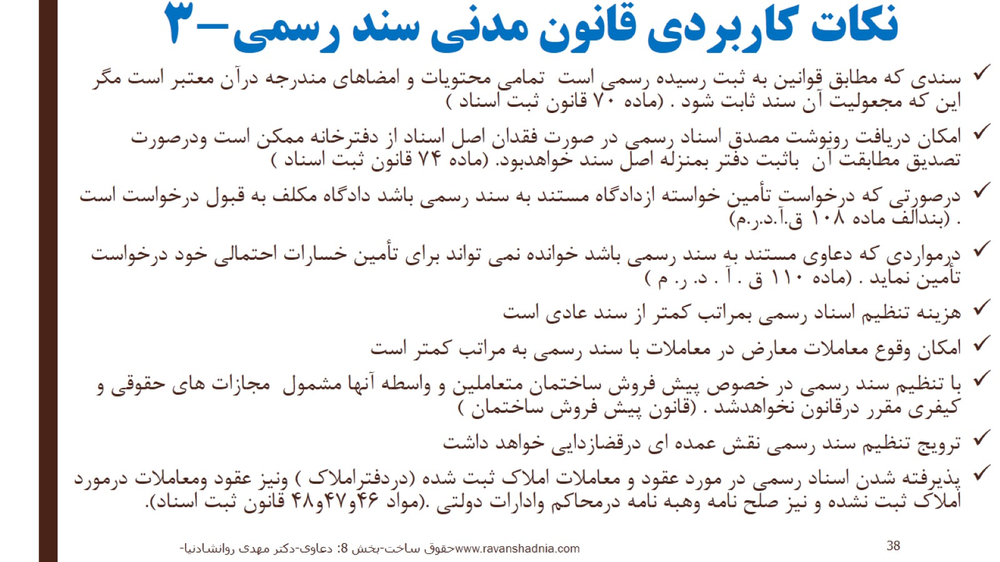 نکات کاربردی قانون مدنی سند رسمی–۳
✓ سندی که مطابق قوانین به ثبت رسیده رسمی است تمامی محتویات و امضاهای مندرجه درآن معتبر است مگر
این که مجعولیت آن سند ثابت شود . (ماده ۷۰ قانون ثبت اسناد )
✓ امکان دریافت رونوشت مصدق اسناد رسمی در صورت فقدان اصل اسناد از دفترخانه ممکن است ودرصورت
تصدیق مطابقت آن باثبت دفتر بمنزله اصل سند خواهدبود. (ماده ۷۴ قانون ثبت اسناد )
✓ درصورتی که درخواست تأمین خواسته ازدادگاه مستند به سند رسمی باشد دادگاه مکلف به قبول درخواست است
. (بندالف ماده ۱۰۸ ق.آ.د.ر.م)
✓ درمواردی که دعاوی مستند به سند رسمی باشد خوانده نمی تواند برای تأمین خسارات احتمالی خود درخواست
تأمین نماید . (ماده ۱۱۰ ق . آ . د. ر. م )
✓ هزینه تنظیم اسناد رسمی بمراتب کمتر از سند عادی است
✓ امکان وقوع معاملات معارض در معاملات با سند رسمی به مراتب کمتر است
✓ با تنظیم سند رسمی در خصوص پیش فروش ساختمان متعاملین و واسطه آنها مشمول مجازات های حقوقی و
کیفری مقرر درقانون نخواهدشد . (قانون پیش فروش ساختمان )
✓ ترویج تنظیم سند رسمی نقش عمده ای درقضازدایی خواهد داشت
✓ پذیرفته شدن اسناد رسمی در مورد عقود و معاملات املاک ثبت شده (دردفتراملاک ) ونیز عقود ومعاملات درمورد
املاک ثبت نشده و نیز صلح نامه وهبه نامه درمحاکم وادارات دولتی .(مواد ۴۶و۴۷و۴۸ قانون ثبت اسناد).
www.ravanshadnia.comحقوق ساخت-بخش 8: دعاوی-دکتر مهدی روانشادنیا-
38